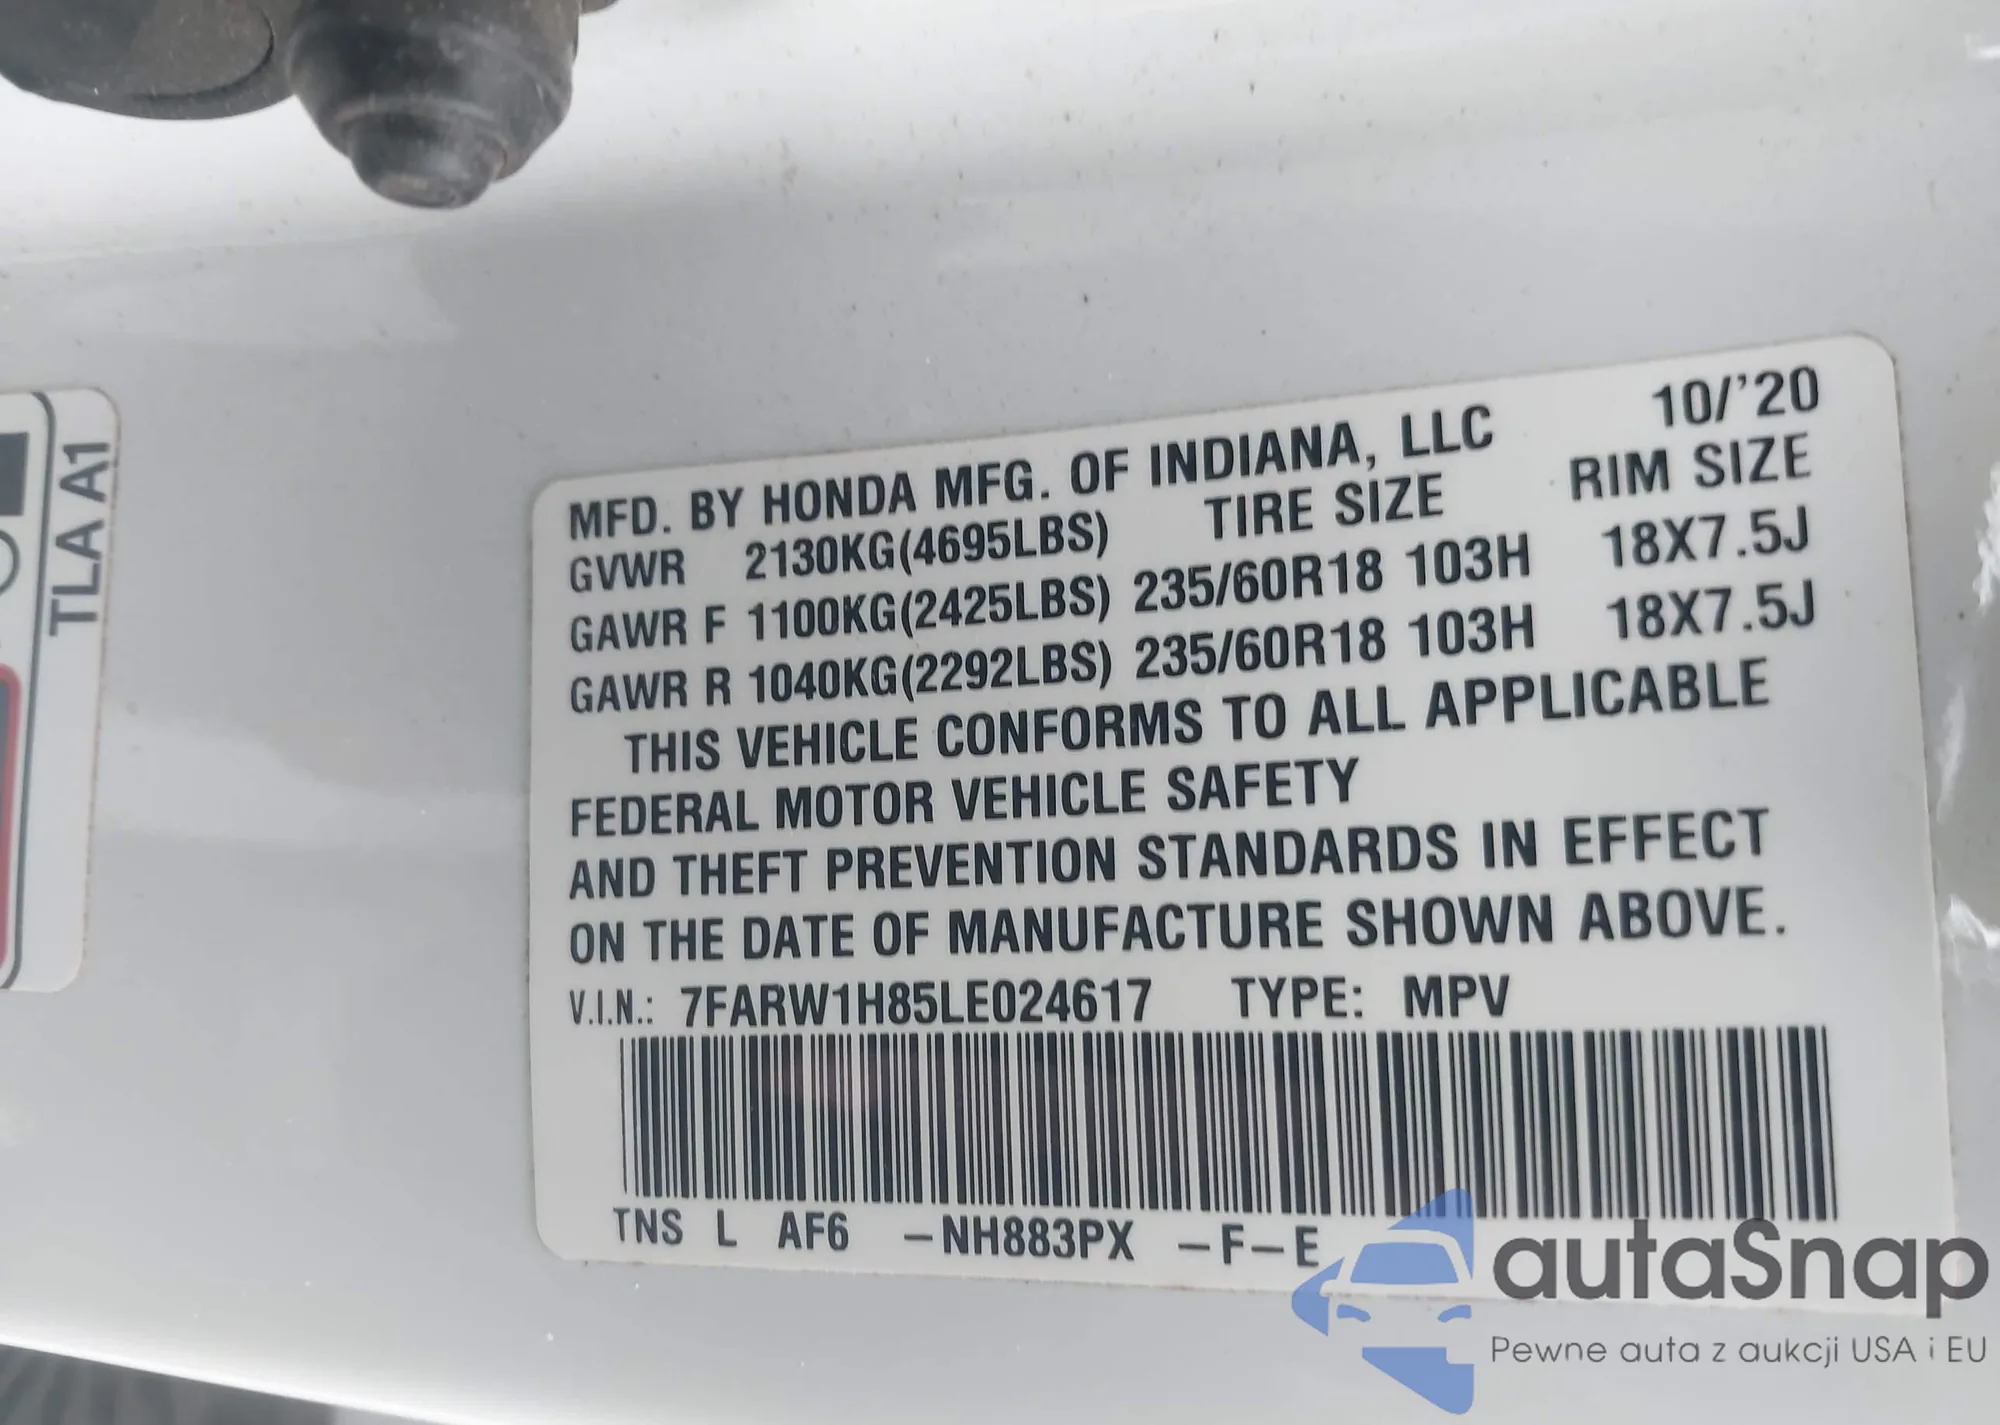 MFD. BY HONDA MFG. OF INDIANA, LLC 10/'20
GVWR 2130KG(4695LBS) TIRE SIZE RIM SIZE
GAWR F 1100KG(2425LBS) 235/60R18 103H 18X7.5J
GAWR R 1040KG(2292LBS) 235/60R18 103H 18X7.5J
THIS VEHICLE CONFORMS TO ALL APPLICABLE
FEDERAL MOTOR VEHICLE SAFETY
AND THEFT PREVENTION STANDARDS IN EFFECT
ON THE DATE OF MANUFACTURE SHOWN ABOVE.
V.I.N.: 7FARW1H85LE024617 TYPE: MPV
TNS L AF6 -NH883PX -F-E
TLA A1
autaSnap
Pewne auta z aukcji USA i EU